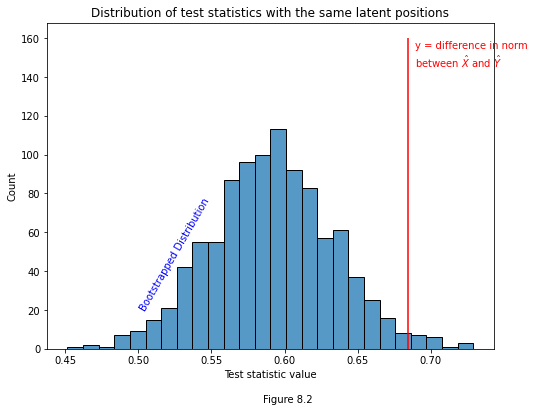 Distribution of test statistics with the same latent positions
160
140
120
100
80
60
40
20
0
Count
y = difference in norm
between X̂ and Ŷ
Bootstrapped Distribution
0.45 0.50 0.55 0.60 0.65 0.70
Test statistic value
Figure 8.2